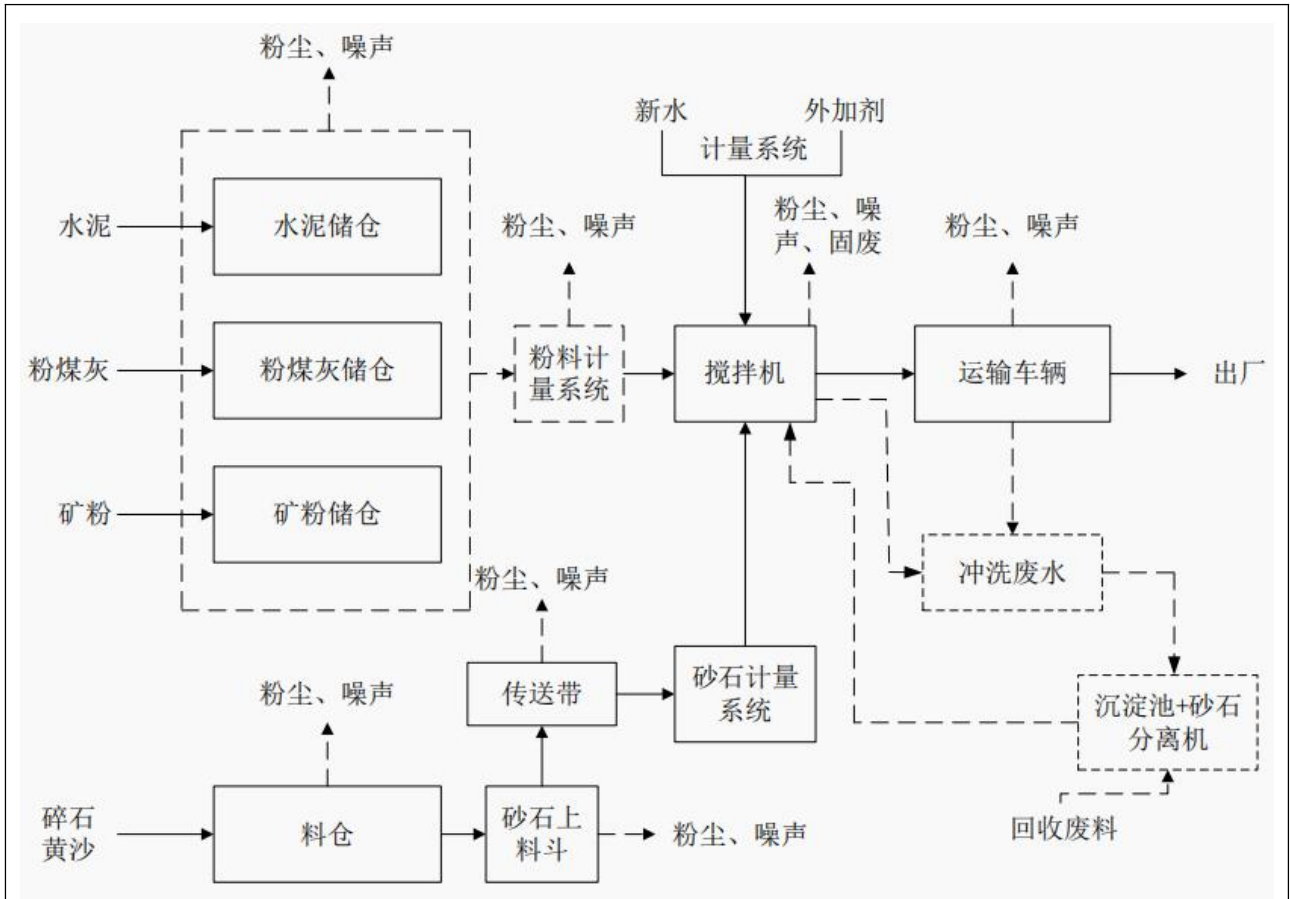 粉尘、噪声
新水
外加剂
计量系统
水泥
水泥储仓
粉尘、噪声
粉尘、噪
声、固废
粉尘、噪声
粉煤灰
粉煤灰储仓
粉料计
量系统
搅拌机
运输车辆
出厂
矿粉
矿粉储仓
冲洗废水
粉尘、噪声
传送带
砂石计量
系统
粉尘、噪声
沉淀池+砂石
分离机
碎石
黄沙
料仓
砂石上
料斗
粉尘、噪声
回收废料